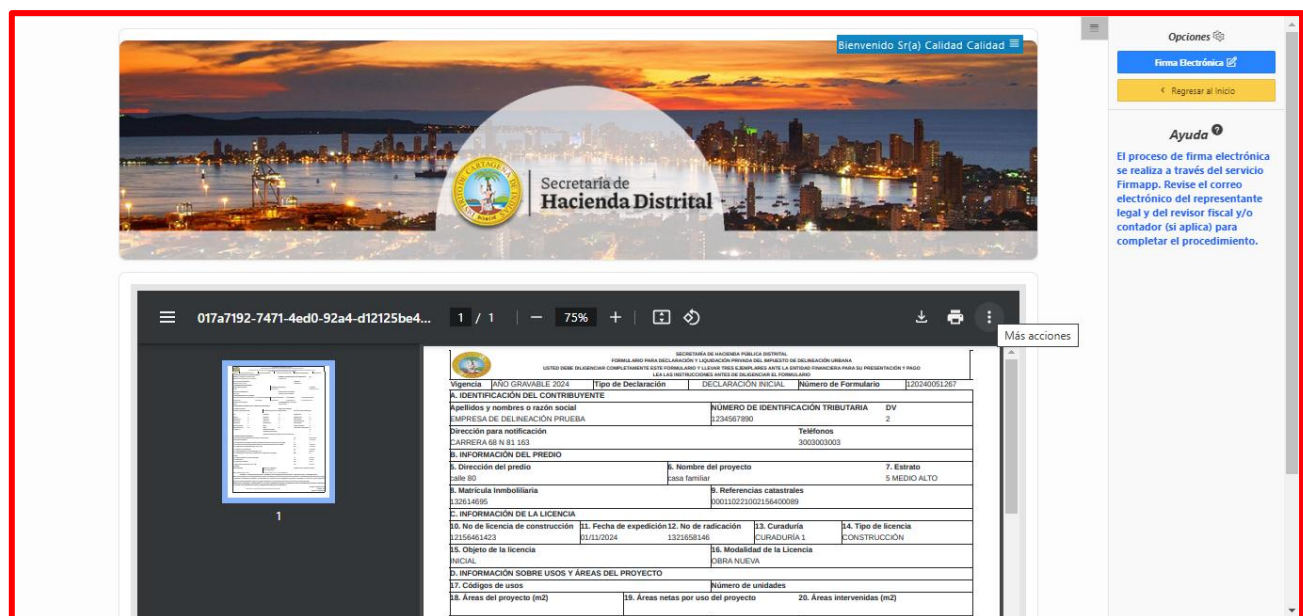 Bienvenido Sr(a) Calidad Calidad
Secretaría de
Hacienda Distrital
Opciones
Firma Electrónica
Regresar al Inicio
Ayuda
El proceso de firma electrónica
se realiza a través del servicio
Firmapp. Revise el correo
electrónico del representante
legal y del revisor fiscal y/o
contador (si aplica) para
completar el procedimiento.
017a7192-7471-4ed0-92a4-d12125be4... 1 / 1 75%
Más acciones
1
SECRETARÍA DE HACIENDA PÚBLICA DISTRITAL
FORMULARIO PARA DECLARACIÓN Y LIQUIDACIÓN PRIVADA DEL IMPUESTO DE DELINEACIÓN URBANA
USTED DEBE DILIGENCIAR COMPLETAMENTE ESTE FORMULARIO Y LLEVAR TRES EJEMPLARES ANTE LA ENTIDAD FINANCIERA PARA SU PRESENTACIÓN Y PAGO
LEA LAS INSTRUCCIONES ANTES DE DILIGENCIAR EL FORMULARIO
Vigencia AÑO GRAVABLE 2024 Tipo de Declaración DECLARACIÓN INICIAL Número de Formulario 120240051267
A. IDENTIFICACIÓN DEL CONTRIBUYENTE
Apellidos y nombres o razón social NÚMERO DE IDENTIFICACIÓN TRIBUTARIA DV
EMPRESA DE DELINEACIÓN PRUEBA 1234567890 2
Dirección para notificación Teléfonos
CARRERA 68 N 81 163 3003003003
B. INFORMACIÓN DEL PREDIO
5. Dirección del predio 6. Nombre del proyecto 7. Estrato
calle 80 casa familiar 5 MEDIO ALTO
8. Matrícula Inmboliliaria 9. Referencias catastrales
132614695 000110221002156400089
C. INFORMACIÓN DE LA LICENCIA
10. No de licencia de construcción 11. Fecha de expedición 12. No de radicación 13. Curaduría 14. Tipo de licencia
12156461423 01/11/2024 1321658146 CURADURÍA 1 CONSTRUCCIÓN
15. Objeto de la licencia 16. Modalidad de la Licencia
INICIAL OBRA NUEVA
D. INFORMACIÓN SOBRE USOS Y ÁREAS DEL PROYECTO
17. Códigos de usos Número de unidades
18. Áreas del proyecto (m2) 19. Áreas netas por uso del proyecto 20. Áreas intervenidas (m2)